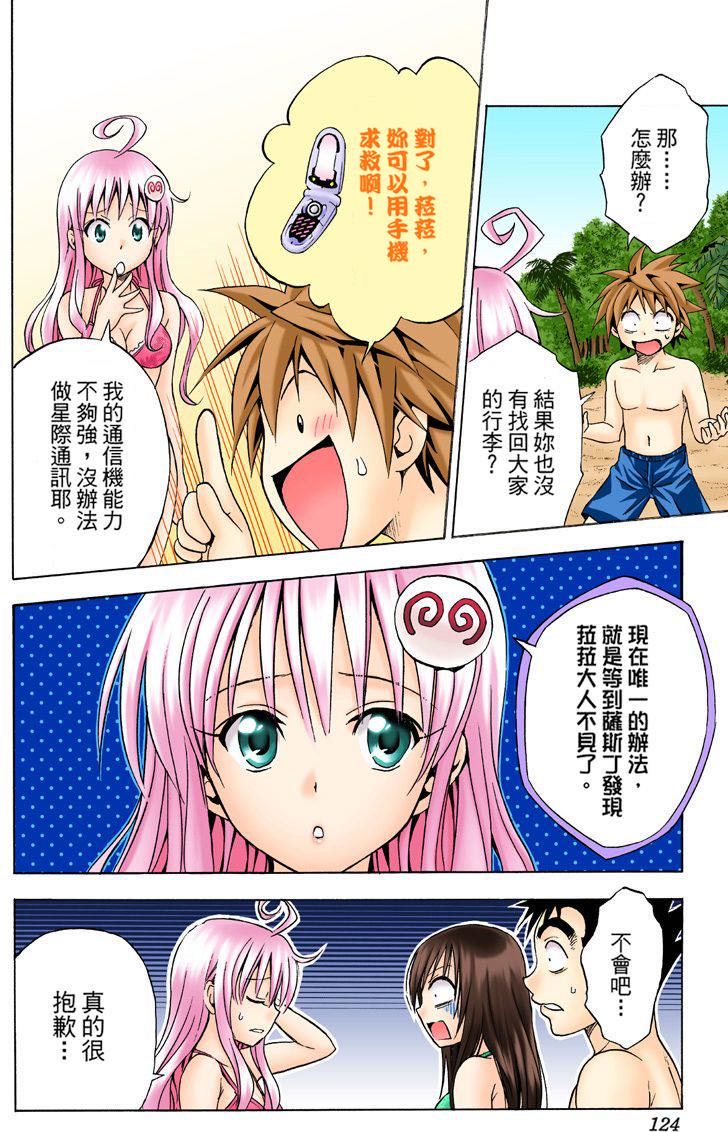 那……
怎麼辦？
結果妳也沒
有找回大家
的行李？
對了，菈菈，
妳可以用手機
求救啊！
我的通信機能力
不夠強，沒辦法
做星際通訊耶。
現在唯一的辦法，
就是等到薩斯丁發現
菈菈大人不見了。
不會吧…
真的很
抱歉…
124